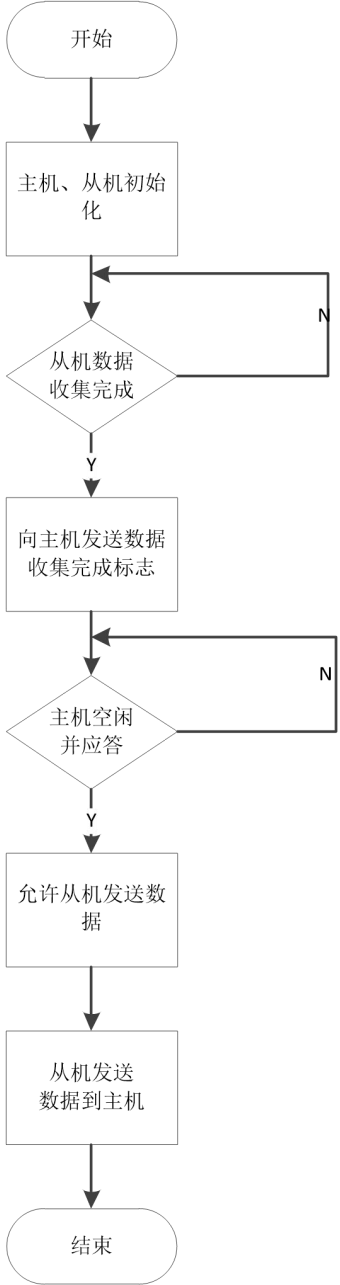 开始
主机、从机初始
化
N
从机数据
收集完成
Y
向主机发送数据
收集完成标志
N
主机空闲
并应答
Y
允许从机发送数
据
从机发送
数据到主机
结束